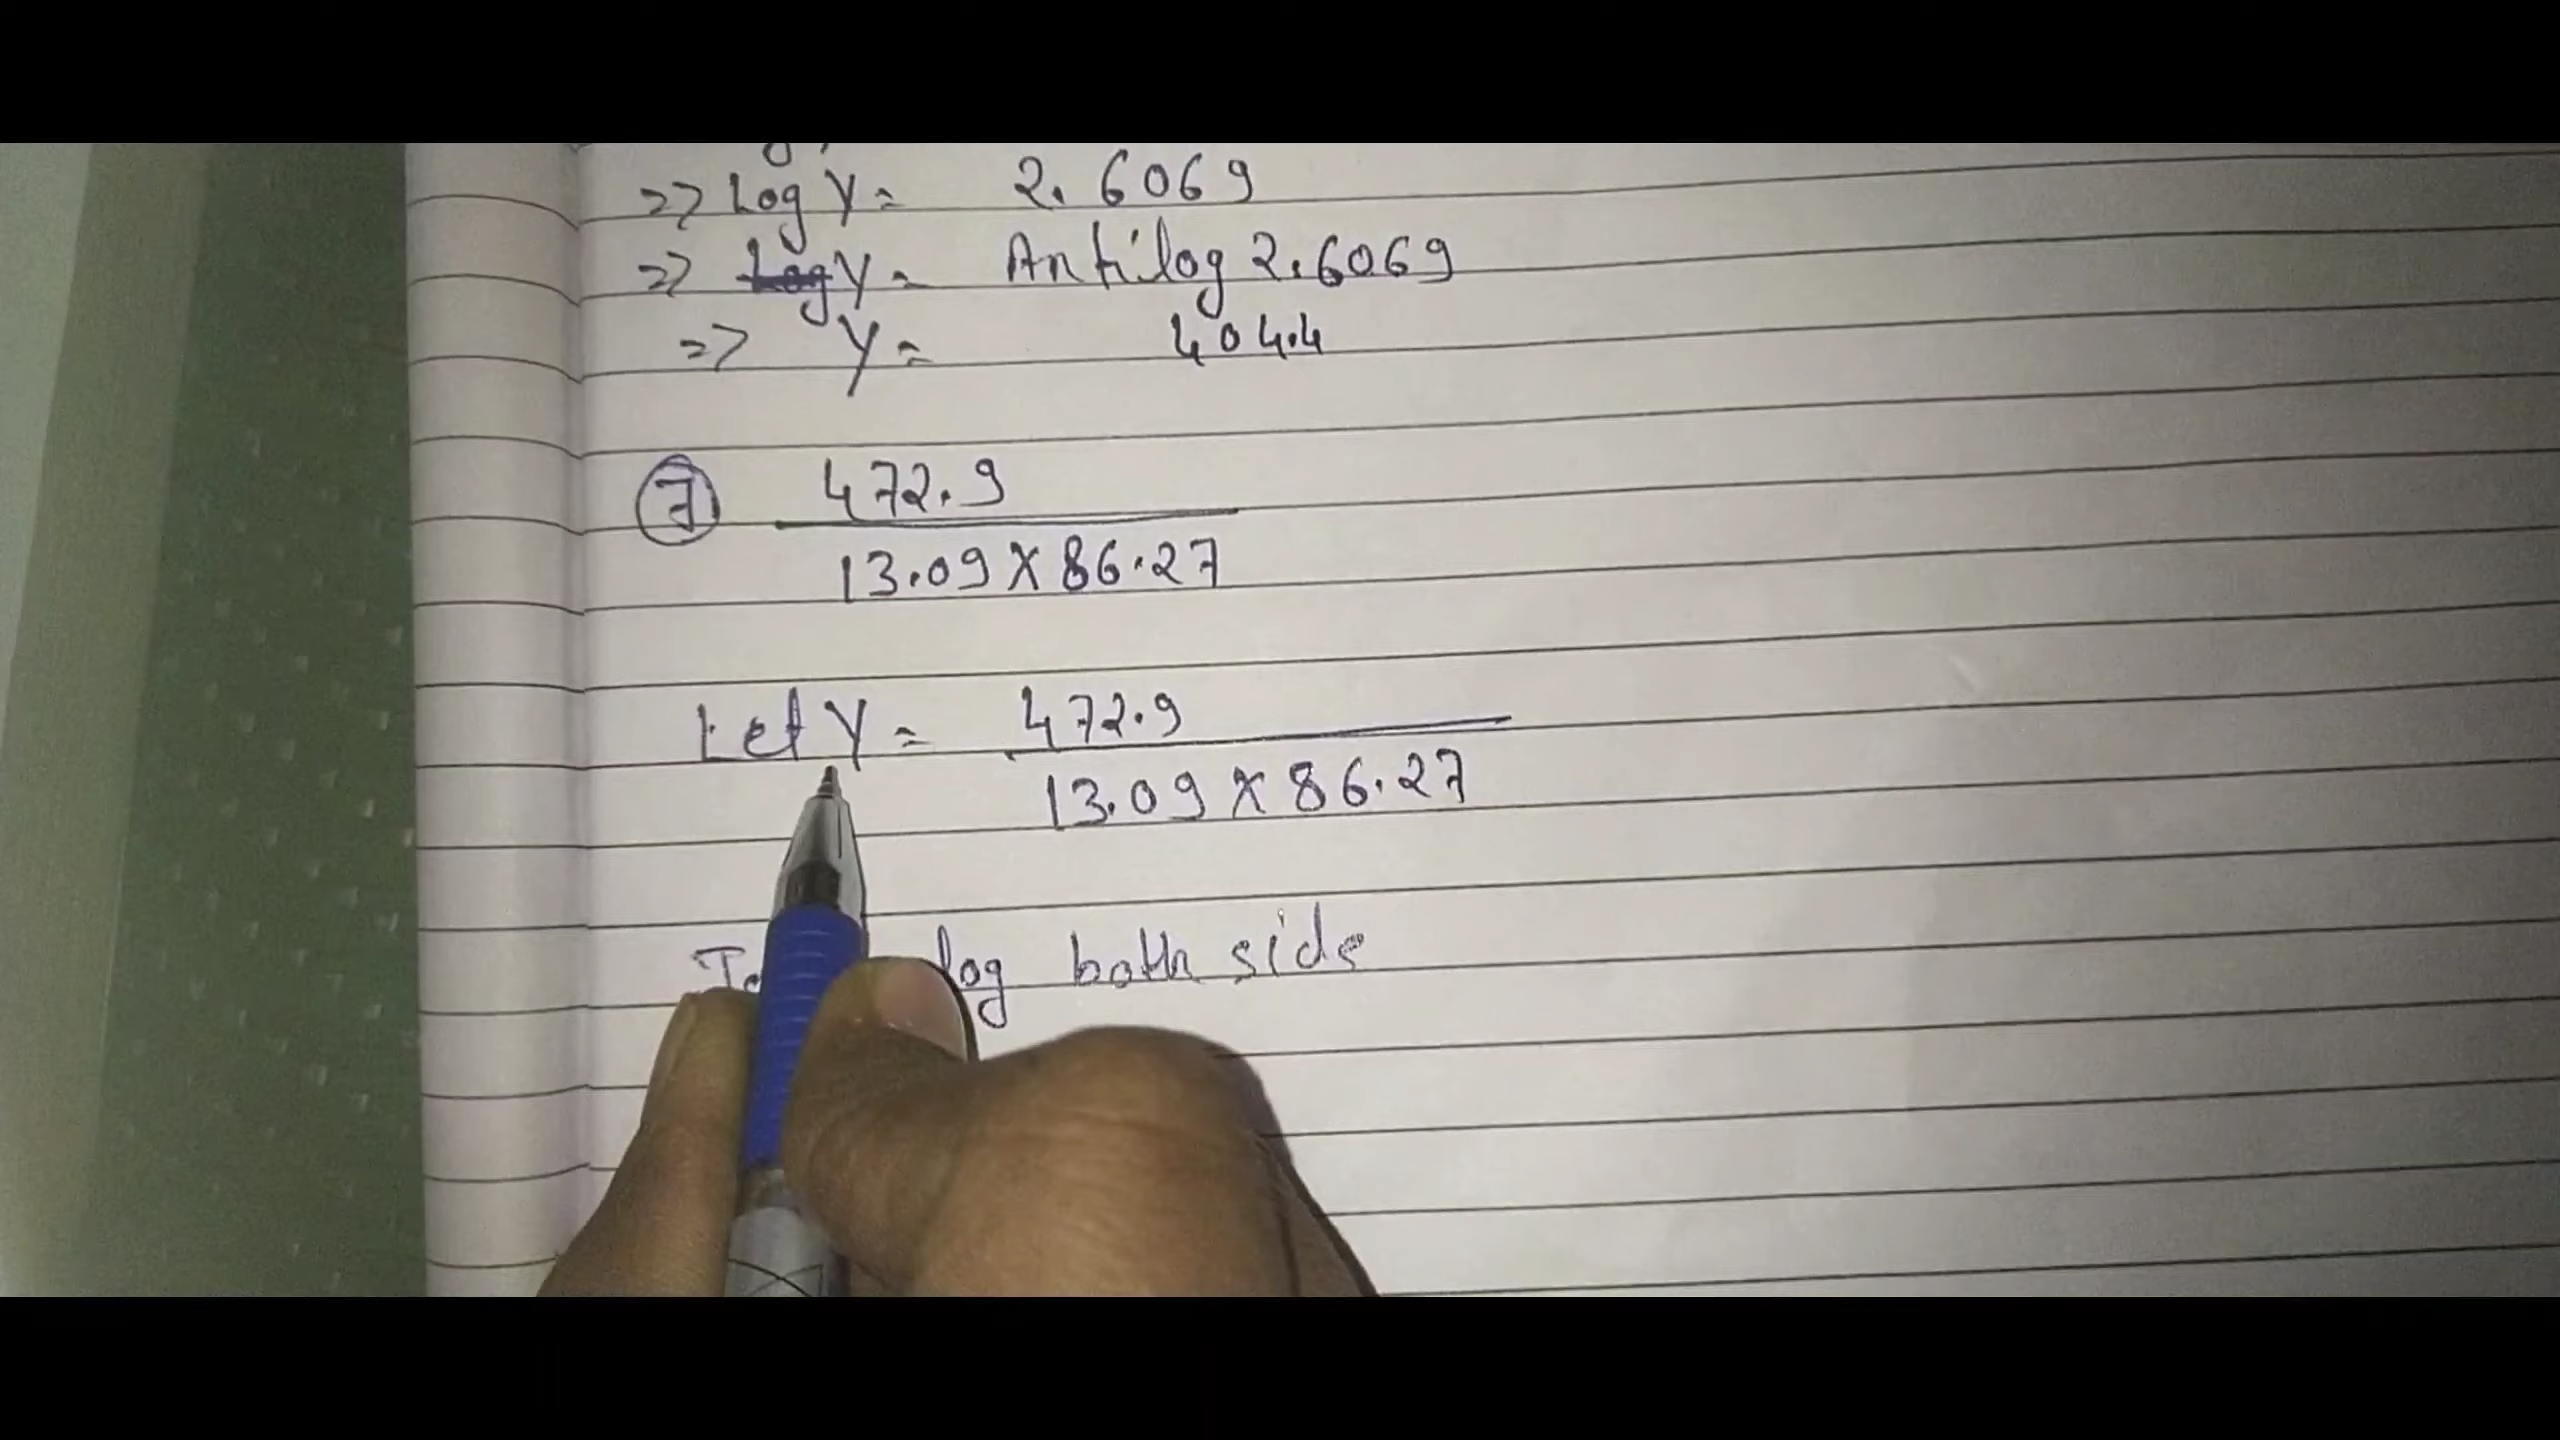 => Log Y = 2.6069
=> Y = Antilog 2.6069
=> Y = 404.4
7 472.9
13.09 X 86.27
Let Y = 472.9
13.09 X 86.27
log both side